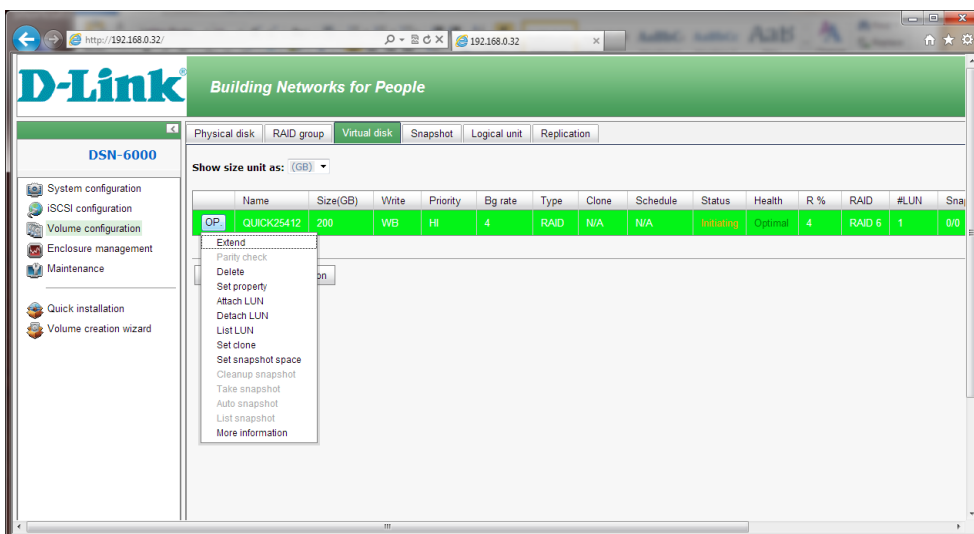 http://192.168.0.32/
192.168.0.32
D-Link®
Building Networks for People
DSN-6000
System configuration
iSCSI configuration
Volume configuration
Enclosure management
Maintenance
Quick installation
Volume creation wizard
Physical disk RAID group Virtual disk Snapshot Logical unit Replication
Show size unit as: (GB)
Name Size(GB) Write Priority Bg rate Type Clone Schedule Status Health R % RAID #LUN
OP. QUICK25412 200 WB HI 4 RAID N/A N/A Initiating Optimal 4 RAID 6 1 0/0
Extend
Parity check
Delete
Set property
Attach LUN
Detach LUN
List LUN
Set clone
Set snapshot space
Cleanup snapshot
Take snapshot
Auto snapshot
List snapshot
More information